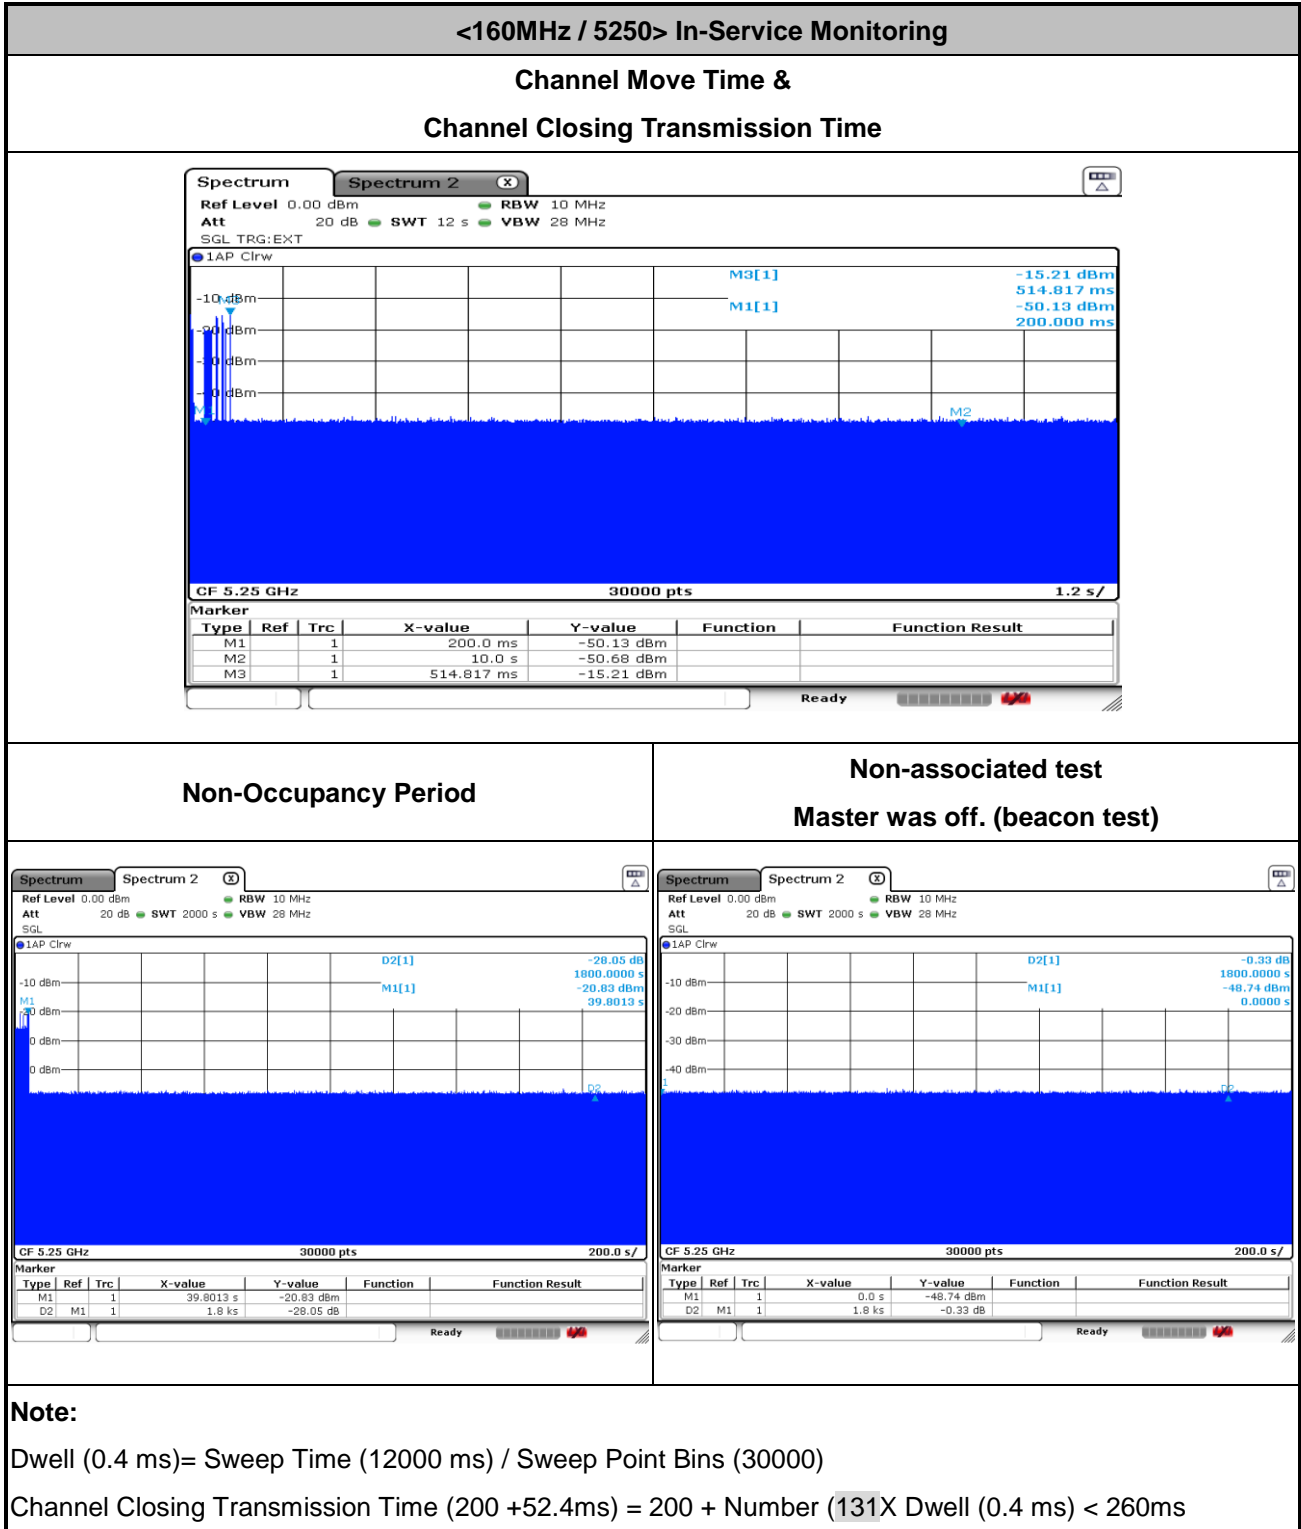 <160MHz / 5250> In-Service Monitoring
Channel Move Time &
Channel Closing Transmission Time
Spectrum Spectrum 2 X
Ref Level 0.00 dBm RBW 10 MHz
Att 20 dB SWT 12 s VBW 28 MHz
SGL TRG:EXT
1AP Clrw
M3[1] -15.21 dBm
514.817 ms
M1[1] -50.13 dBm
200.000 ms
-10 dBm
M3
-20 dBm
dBm
dBm
M2
CF 5.25 GHz 30000 pts 1.2 s/
Marker
Type Ref Trc X-value Y-value Function Function Result
M1 1 200.0 ms -50.13 dBm
M2 1 10.0 s -50.68 dBm
M3 1 514.817 ms -15.21 dBm
Ready
Non-Occupancy Period
Spectrum Spectrum 2 X
Ref Level 0.00 dBm RBW 10 MHz
Att 20 dB SWT 2000 s VBW 28 MHz
SGL
1AP Clrw
D2[1] -28.05 dB
1800.0000 s
M1[1] -20.83 dBm
39.8013 s
-10 dBm
M1
-20 dBm
0 dBm
0 dBm
D2
CF 5.25 GHz 30000 pts 200.0 s/
Marker
Type Ref Trc X-value Y-value Function Function Result
M1 1 39.8013 s -20.83 dBm
D2 M1 1 1.8 ks -28.05 dB
Ready
Non-associated test
Master was off. (beacon test)
Spectrum Spectrum 2 X
Ref Level 0.00 dBm RBW 10 MHz
Att 20 dB SWT 2000 s VBW 28 MHz
SGL
1AP Clrw
D2[1] -0.33 dB
1800.0000 s
M1[1] -48.74 dBm
0.0000 s
-10 dBm
-20 dBm
-30 dBm
-40 dBm
1
D2
CF 5.25 GHz 30000 pts 200.0 s/
Marker
Type Ref Trc X-value Y-value Function Function Result
M1 1 0.0 s -48.74 dBm
D2 M1 1 1.8 ks -0.33 dB
Ready
Note:
Dwell (0.4 ms)= Sweep Time (12000 ms) / Sweep Point Bins (30000)
Channel Closing Transmission Time (200 +52.4ms) = 200 + Number (131X Dwell (0.4 ms) < 260ms